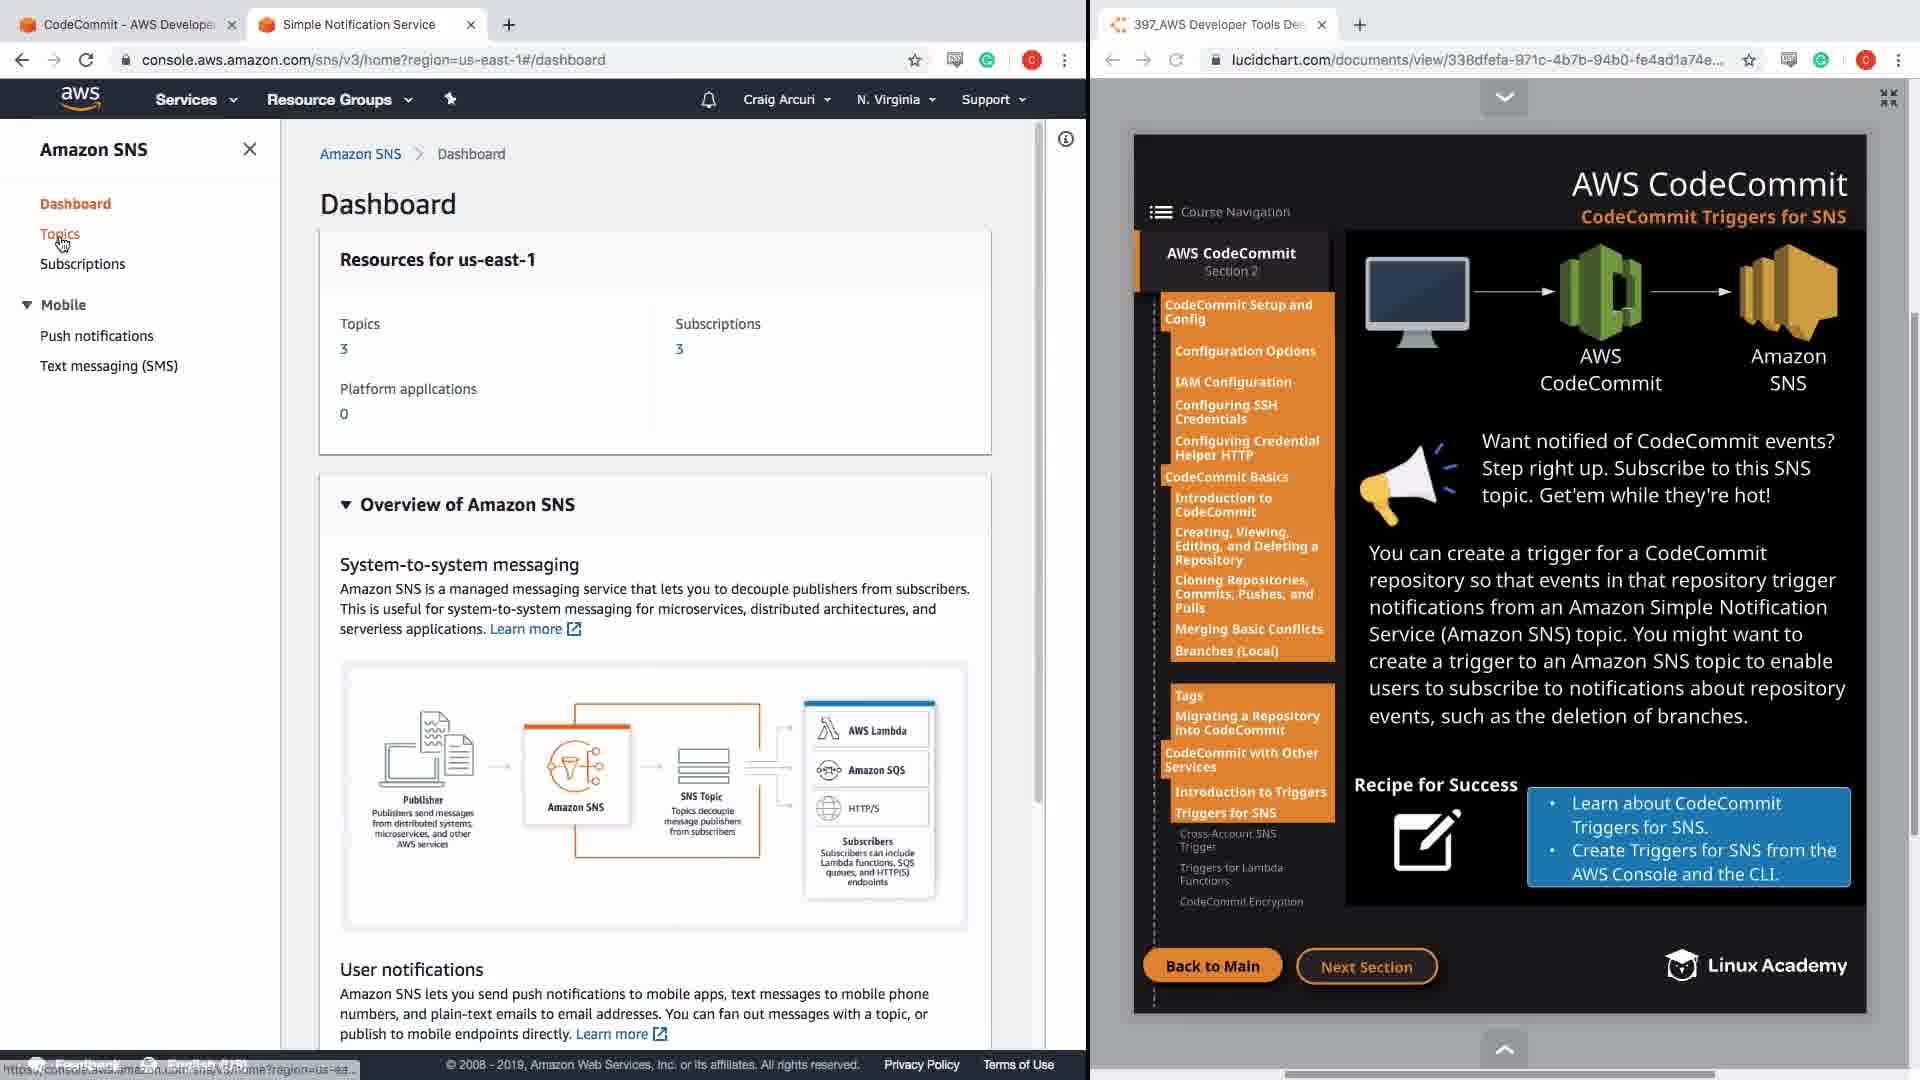 CodeCommit - AWS Develope
Simple Notification Service
console.aws.amazon.com/sns/v3/home?region=us-east-1#/dashboard
aws
Services
Resource Groups
Craig Arcuri
N. Virginia
Support
Amazon SNS
Dashboard
Topics
Subscriptions
Mobile
Push notifications
Text messaging (SMS)
Amazon SNS
Dashboard
Dashboard
Resources for us-east-1
Topics
3
Subscriptions
3
Platform applications
0
Overview of Amazon SNS
System-to-system messaging
Amazon SNS is a managed messaging service that lets you to decouple publishers from subscribers.
This is useful for system-to-system messaging for microservices, distributed architectures, and
serverless applications. Learn more
Publisher
Publishers send messages
from distributed systems,
microservices, and other
AWS services
Amazon SNS
SNS Topic
Topics decouple
message publishers
from subscribers
AWS Lambda
Amazon SQS
HTTP/S
Subscribers
Subscribers can include
Lambda functions, SQS
queues, and HTTP(S)
endpoints
User notifications
Amazon SNS lets you send push notifications to mobile apps, text messages to mobile phone
numbers, and plain-text emails to email addresses. You can fan out messages with a topic, or
publish to mobile endpoints directly. Learn more
https://console.aws.amazon.com/sns/v3/home?region=us-ea...
© 2008 - 2019, Amazon Web Services, Inc. or its affiliates. All rights reserved.
Privacy Policy
Terms of Use
397_AWS Developer Tools De
lucidchart.com/documents/view/338dfefa-971c-4b7b-94b0-fe4ad1a74e...
C
C
AWS CodeCommit
CodeCommit Triggers for SNS
Course Navigation
AWS CodeCommit
Section 2
CodeCommit Setup and
Config
Configuration Options
IAM Configuration
Configuring SSH
Credentials
Configuring Credential
Helper HTTP
CodeCommit Basics
Introduction to
CodeCommit
Creating, Viewing,
Editing, and Deleting a
Repository
Cloning Repositories,
Commits, Pushes, and
Pulls
Merging Basic Conflicts
Branches (Local)
Tags
Migrating a Repository
into CodeCommit
CodeCommit with Other
Services
Introduction to Triggers
Triggers for SNS
Cross-Account SNS
Trigger
Triggers for Lambda
Functions
CodeCommit Encryption
Back to Main
Next Section
AWS
CodeCommit
Amazon
SNS
Want notified of CodeCommit events?
Step right up. Subscribe to this SNS
topic. Get'em while they're hot!
You can create a trigger for a CodeCommit
repository so that events in that repository trigger
notifications from an Amazon Simple Notification
Service (Amazon SNS) topic. You might want to
create a trigger to an Amazon SNS topic to enable
users to subscribe to notifications about repository
events, such as the deletion of branches.
Recipe for Success
• Learn about CodeCommit
Triggers for SNS.
• Create Triggers for SNS from the
AWS Console and the CLI.
Linux Academy